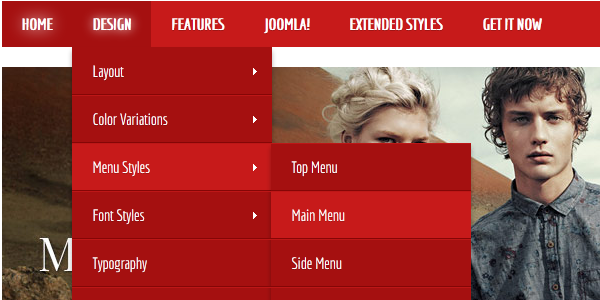 HOME DESIGN FEATURES JOOMLA! EXTENDED STYLES GET IT NOW
Layout
Color Variations
Menu Styles Top Menu
Font Styles Main Menu
Typography Side Menu